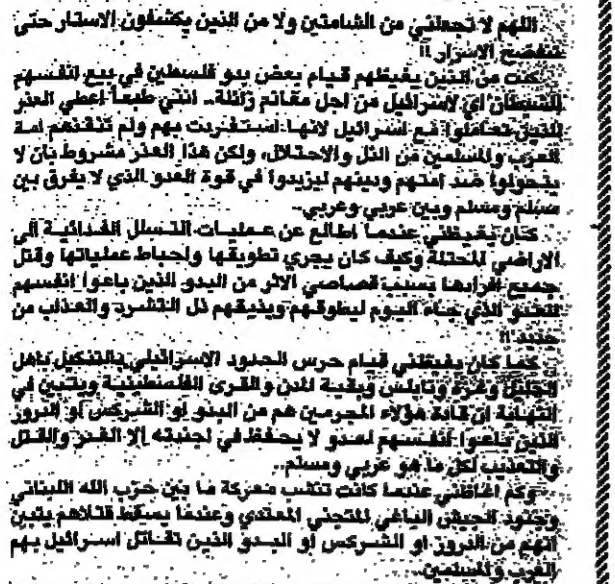 اللهم لا تجعلني من الشامتين ولا من الذين يكشفون الاستار حتى
تفضح الاسرار !!
كنت من الذين يغيظهم قيام بعض بدو فلسطين في بيع انفسهم
للشيطان اي لاسرائيل من اجل مغانم زائلة.. انني طبعا اعطي العذر
للذين تعاملوا مع اسرائيل لانها استفردت بهم ولم تنقذهم امة
العرب والمسلمين من الذل والاحتلال، ولكن هذا العذر مشروط بان لا
يتحولوا ضد امتهم ودينهم ليزيدوا في قوة العدو الذي لا يفرق بين
مسلم ومسلم وبين عربي وعربي..
كان يغيظني عندما اطالع عن عمليات التسلل الفدائية الى
الاراضي المحتلة وكيف كان يجري تطويقها واحباط عملياتها وقتل
جميع افرادها بسبب قصاصي الاثر من البدو الذين باعوا انفسهم
للعدو الذي جاء اليوم ليطوقهم ويذيقهم ذل التشرد والعذاب من
جديد !!
كما كان يغيظني قيام حرس الحدود الاسرائيلي بالتنكيل باهل
الجليل وغزة ونابلس وبقية المدن والقرى الفلسطينية ويتبين في
النهاية ان قادة هؤلاء المجرمين هم من البدو او الشركس او الدروز
الذين باعوا انفسهم لعدو لا يحفظ في اجنبته إلا الغدر والقتل
والتعذيب لكل ما هو عربي ومسلم..
وكم اغاظني عندما كانت تنشب معركة ما بين حزب الله اللبناني
وجنود الجيش الباغي المتجني المعتدي وعندما يسقط قتلاهم يتبين
انهم من الدروز او الشركس او البدو الذين تقاتل اسرائيل بهم
العرب والمسلمين..